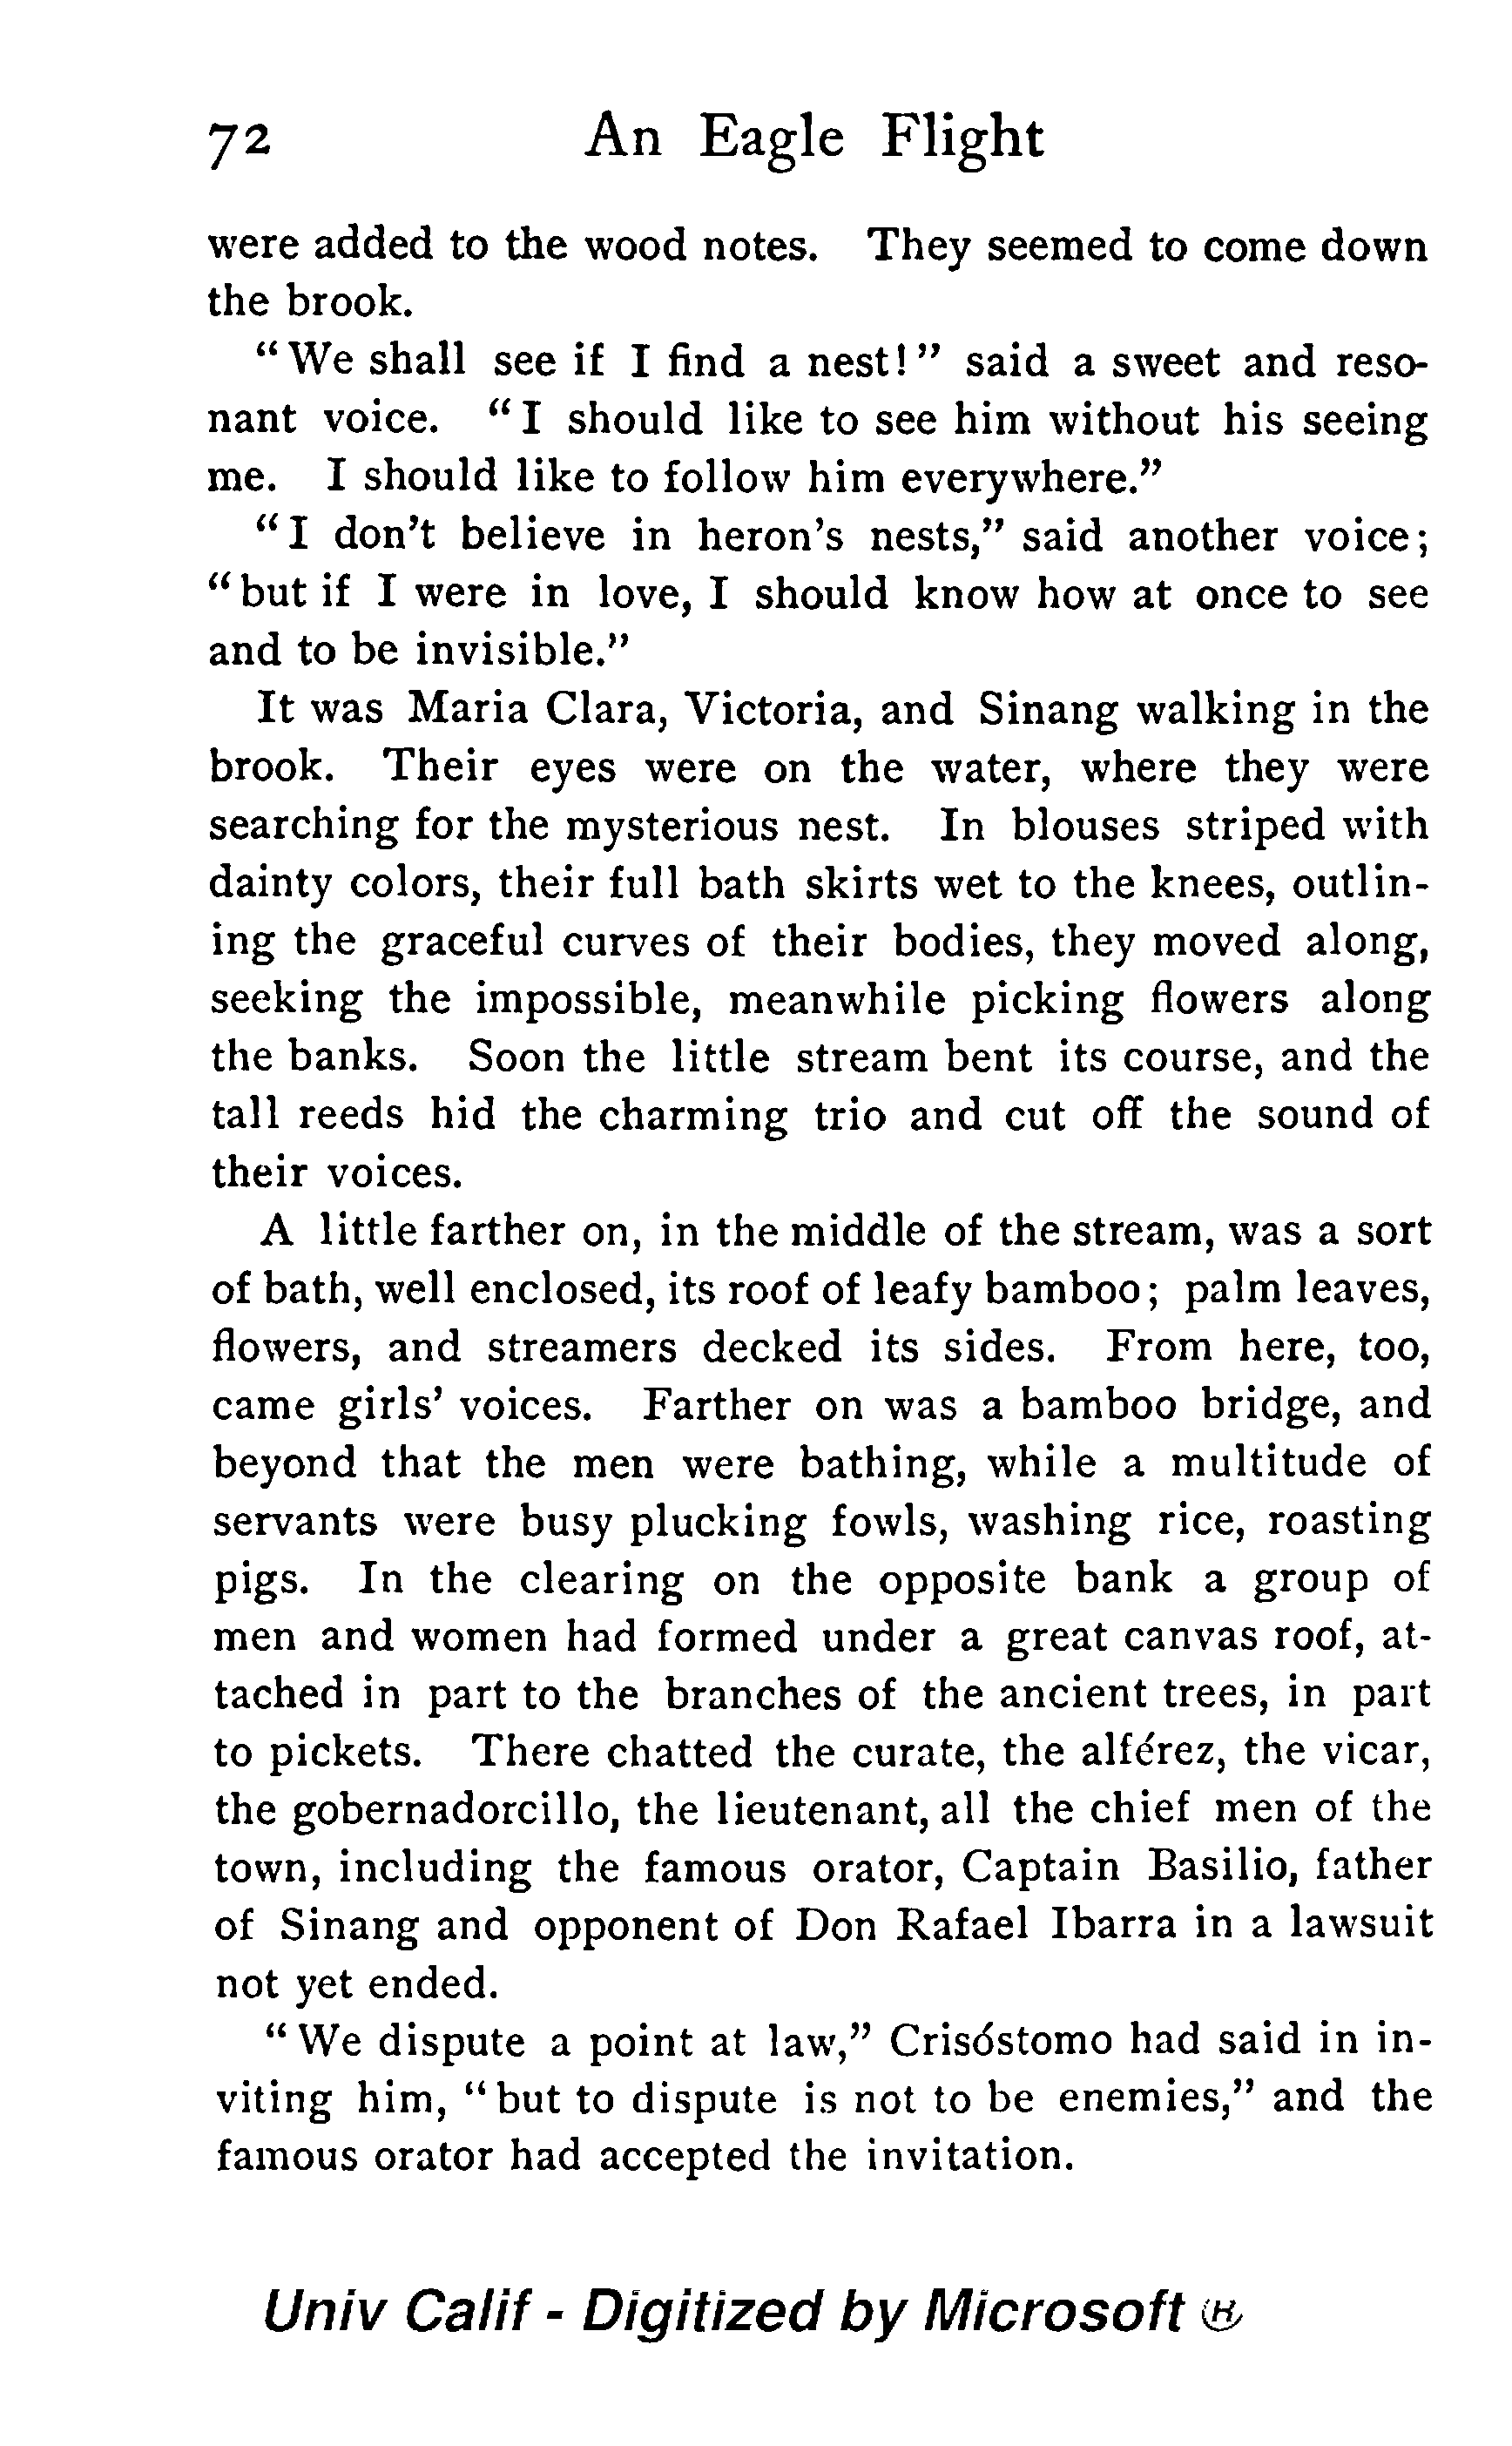 72 An Eagle Flight
were added to the wood notes. They seemed to come down
the brook.
"We shall see if I find a nest!" said a sweet and reso-
nant voice. "I should like to see him without his seeing
me. I should like to follow him everywhere."
"I don't believe in heron's nests," said another voice;
"but if I were in love, I should know how at once to see
and to be invisible."
It was Maria Clara, Victoria, and Sinang walking in the
brook. Their eyes were on the water, where they were
searching for the mysterious nest. In blouses striped with
dainty colors, their full bath skirts wet to the knees, outlin-
ing the graceful curves of their bodies, they moved along,
seeking the impossible, meanwhile picking flowers along
the banks. Soon the little stream bent its course, and the
tall reeds hid the charming trio and cut off the sound of
their voices.
A little farther on, in the middle of the stream, was a sort
of bath, well enclosed, its roof of leafy bamboo; palm leaves,
flowers, and streamers decked its sides. From here, too,
came girls' voices. Farther on was a bamboo bridge, and
beyond that the men were bathing, while a multitude of
servants were busy plucking fowls, washing rice, roasting
pigs. In the clearing on the opposite bank a group of
men and women had formed under a great canvas roof, at-
tached in part to the branches of the ancient trees, in part
to pickets. There chatted the curate, the alférez, the vicar,
the gobernadorcillo, the lieutenant, all the chief men of the
town, including the famous orator, Captain Basilio, father
of Sinang and opponent of Don Rafael Ibarra in a lawsuit
not yet ended.
"We dispute a point at law," Crisóstomo had said in in-
viting him, "but to dispute is not to be enemies," and the
famous orator had accepted the invitation.
Univ Calif - Digitized by Microsoft ®